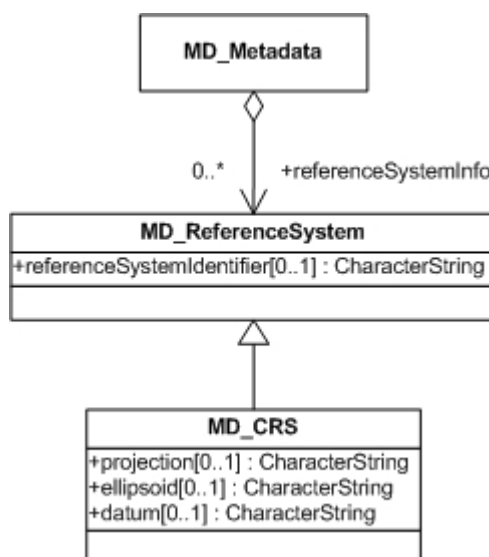 MD_Metadata
0..* +referenceSystemInfo
MD_ReferenceSystem
+referenceSystemIdentifier[0..1] : CharacterString
MD_CRS
+projection[0..1] : CharacterString
+ellipsoid[0..1] : CharacterString
+datum[0..1] : CharacterString